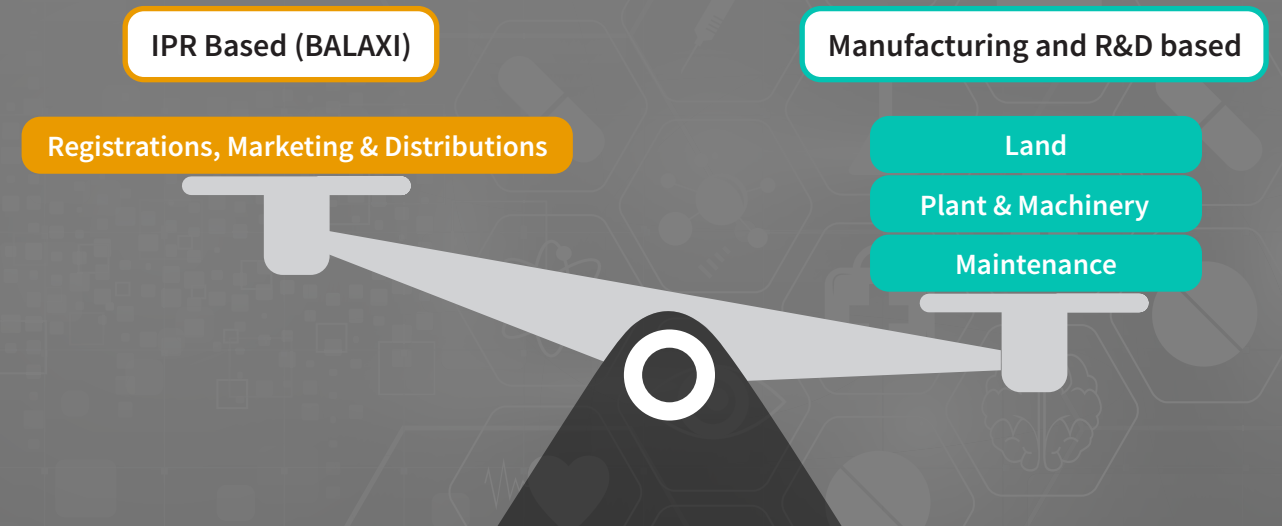 IPR Based (BALAXI)
Registrations, Marketing & Distributions
Manufacturing and R&D based
Land
Plant & Machinery
Maintenance